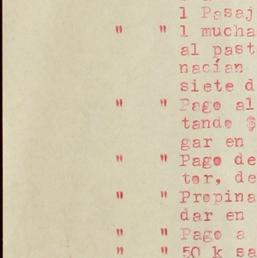 1 Pasaj
" " 1 mucha
al past
nacían
siete d
" " Pago al
tando $
gar en
" " Pago de
tor, de
" " Propina
dar en
" " Pago a
" " 50 k sa